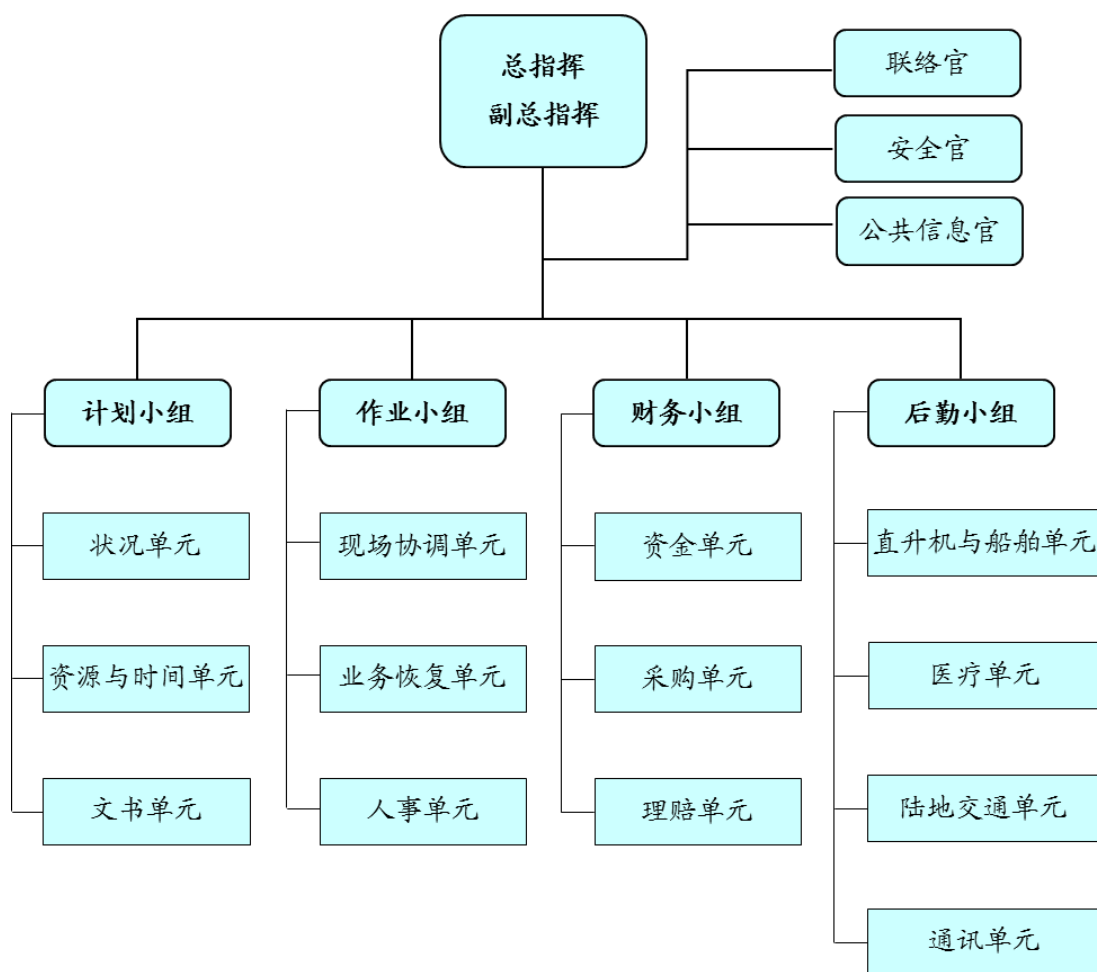 总指挥
副总指挥
联络官
安全官
公共信息官
计划小组
作业小组
财务小组
后勤小组
状况单元
现场协调单元
资金单元
直升机与船舶单元
资源与时间单元
业务恢复单元
采购单元
医疗单元
文书单元
人事单元
理赔单元
陆地交通单元
通讯单元